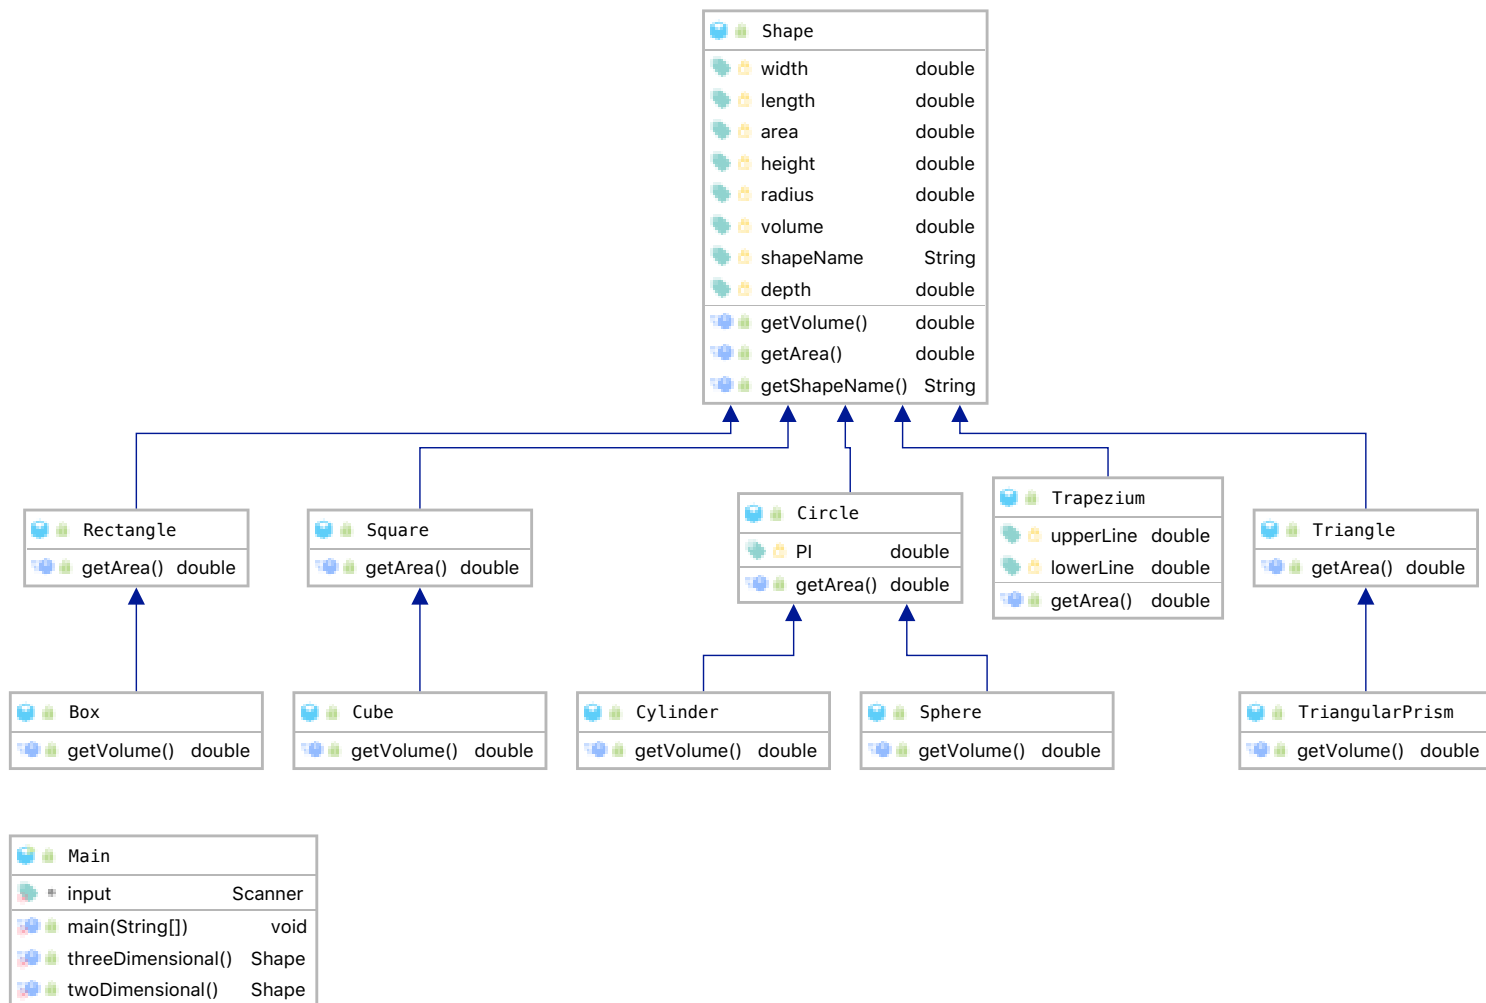 Shape
width double
length double
area double
height double
radius double
volume double
shapeName String
depth double
getVolume() double
getArea() double
getShapeName() String
Rectangle
getArea() double
Square
getArea() double
Circle
PI double
getArea() double
Trapezium
upperLine double
lowerLine double
getArea() double
Triangle
getArea() double
Box
getVolume() double
Cube
getVolume() double
Cylinder
getVolume() double
Sphere
getVolume() double
TriangularPrism
getVolume() double
Main
input Scanner
main(String[]) void
threeDimensional() Shape
twoDimensional() Shape